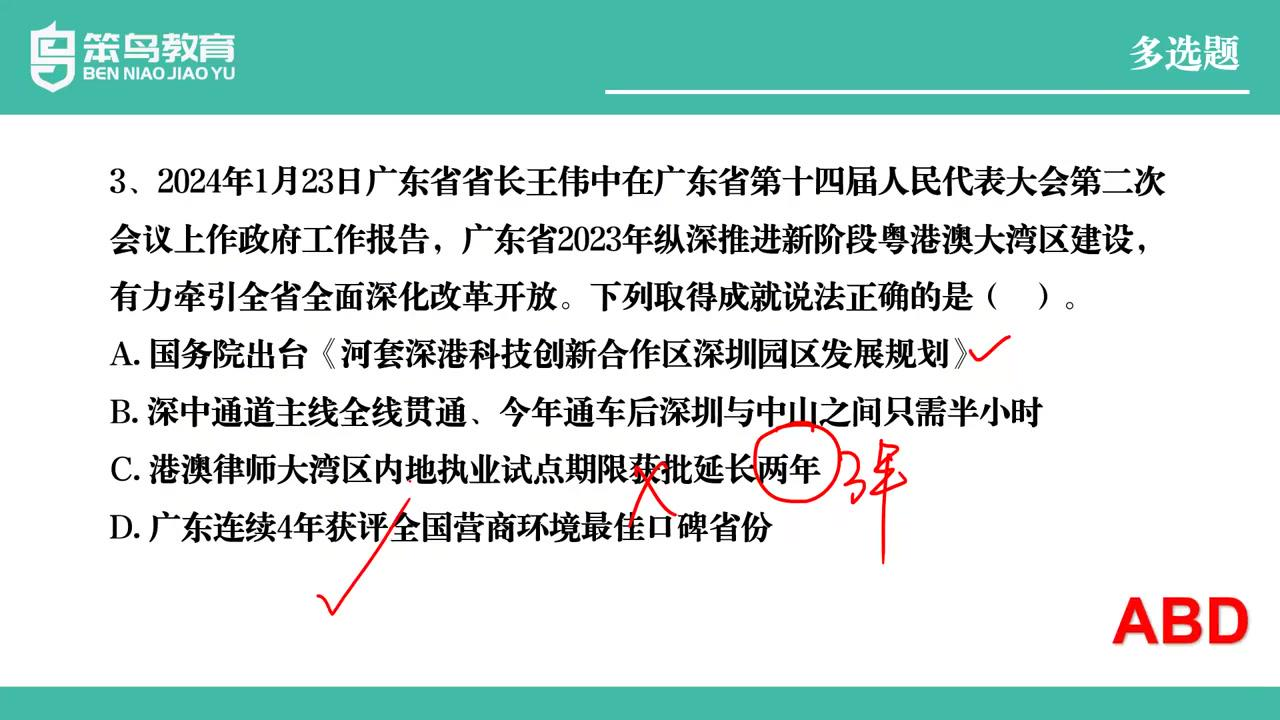 笨鸟教育
BEN NIAO JIAO YU
多选题
3、2024年1月23日广东省省长王伟中在广东省第十四届人民代表大会第二次
会议上作政府工作报告，广东省2023年纵深推进新阶段粤港澳大湾区建设，
有力牵引全省全面深化改革开放。下列取得成就说法正确的是（　）。
A. 国务院出台《河套深港科技创新合作区深圳园区发展规划》
B. 深中通道主线全线贯通、今年通车后深圳与中山之间只需半小时
C. 港澳律师大湾区内地执业试点期限获批延长两年 3年
D. 广东连续4年获评全国营商环境最佳口碑省份
ABD